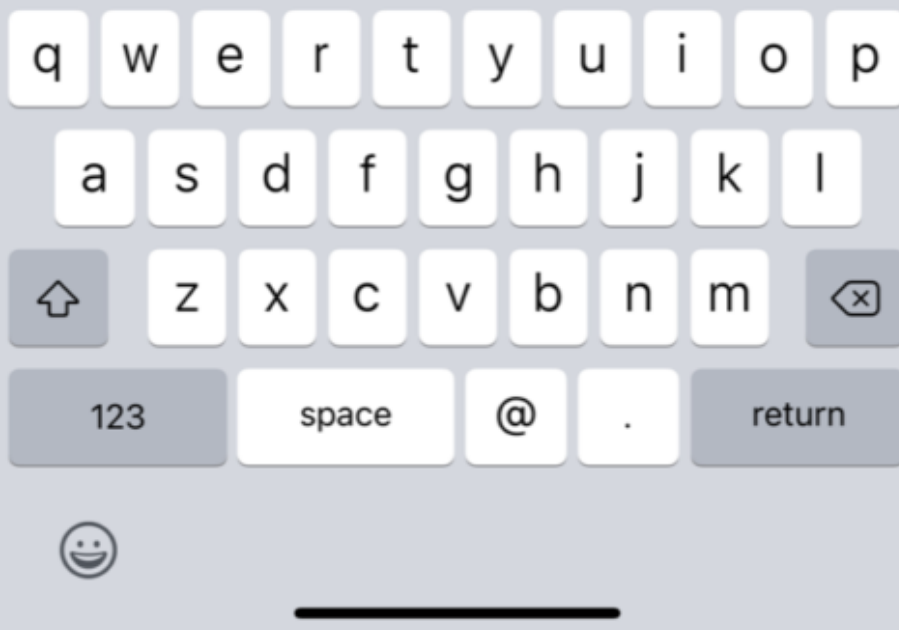 q w e r t y u i o p
a s d f g h j k l
z x c v b n m
123 space @ . return